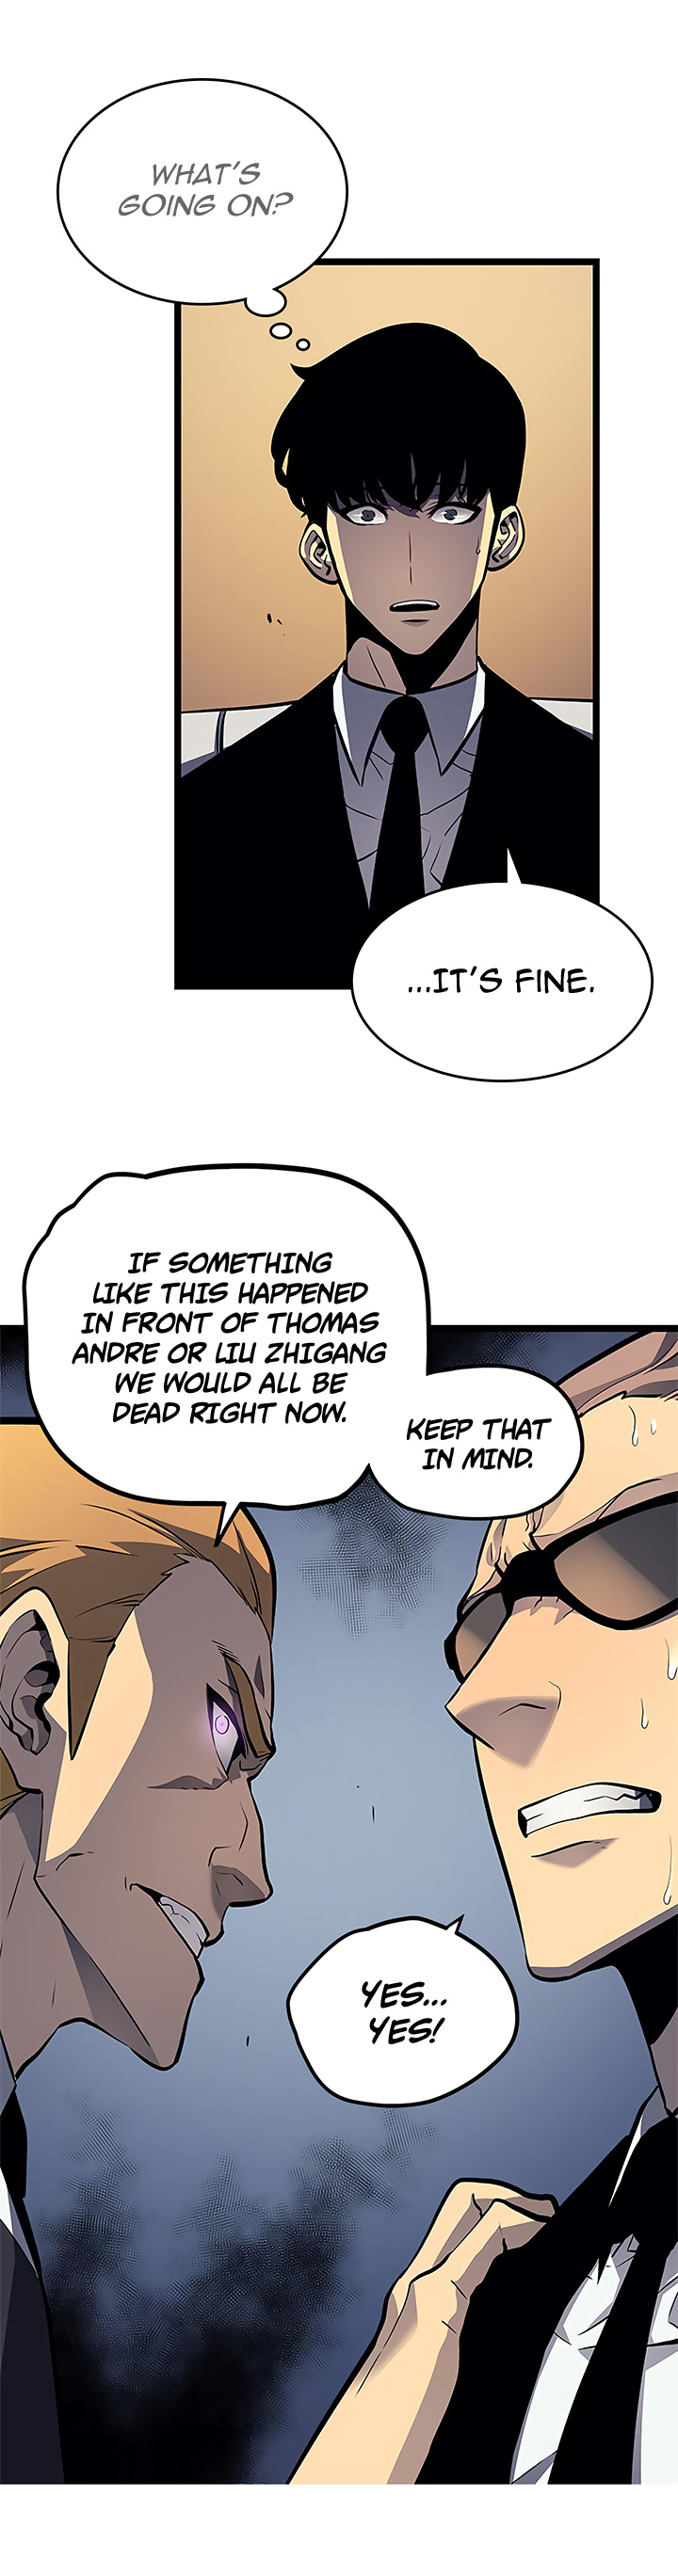 WHAT'S
GOING ON?
...IT'S FINE.
IF SOMETHING
LIKE THIS HAPPENED
IN FRONT OF THOMAS
ANDRE OR LIU ZHIGANG
WE WOULD ALL BE
DEAD RIGHT NOW.
KEEP THAT
IN MIND.
YES...
YES!